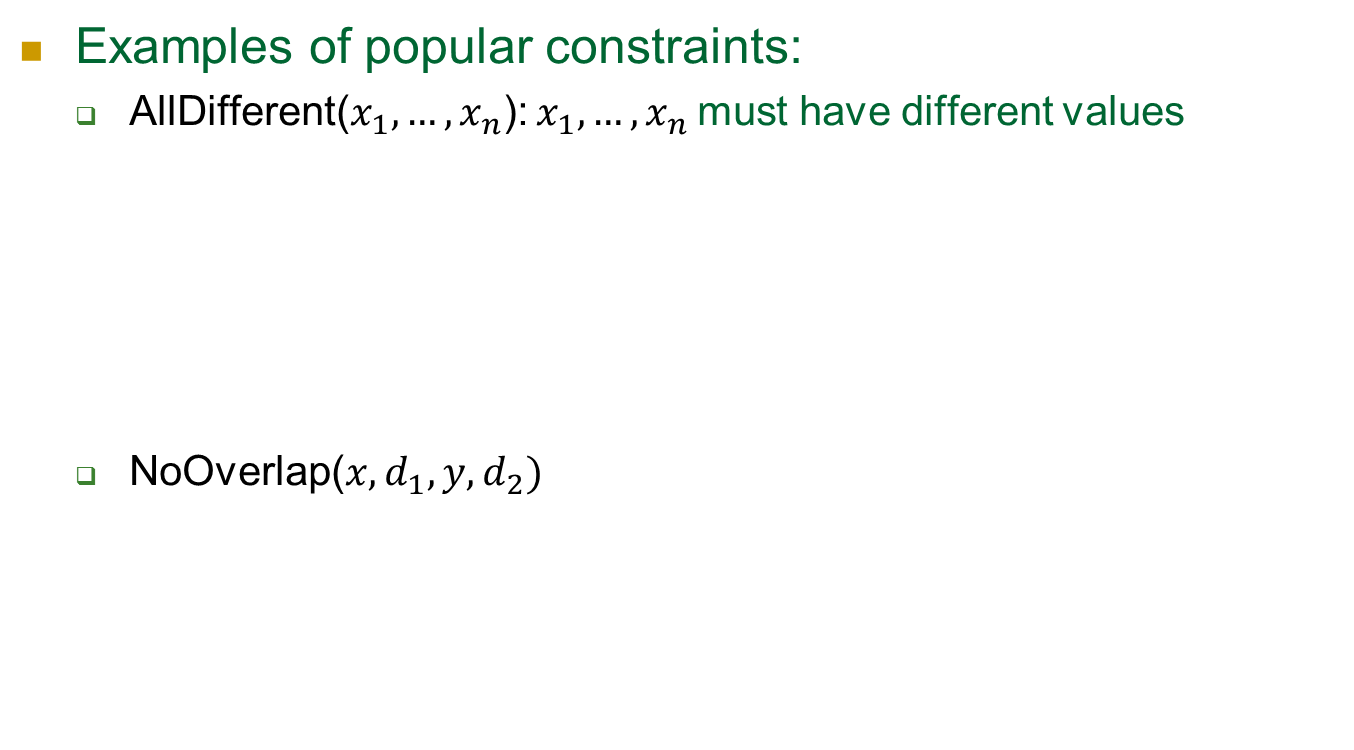 Examples of popular constraints:
AllDifferent(𝑥₁, … , 𝑥ₙ): 𝑥₁, … , 𝑥ₙ must have different values
NoOverlap(𝑥, 𝑑₁, 𝑦, 𝑑₂)